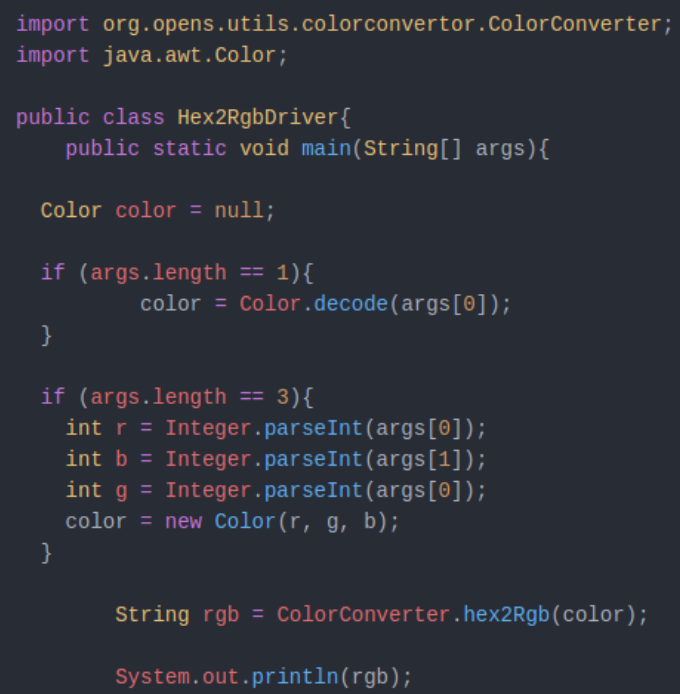 import org.opens.utils.colorconvertor.ColorConverter;
import java.awt.Color;
public class Hex2RgbDriver{
public static void main(String[] args){
Color color = null;
if (args.length == 1){
color = Color.decode(args[0]);
}
if (args.length == 3){
int r = Integer.parseInt(args[0]);
int b = Integer.parseInt(args[1]);
int g = Integer.parseInt(args[0]);
color = new Color(r, g, b);
}
String rgb = ColorConverter.hex2Rgb(color);
System.out.println(rgb);